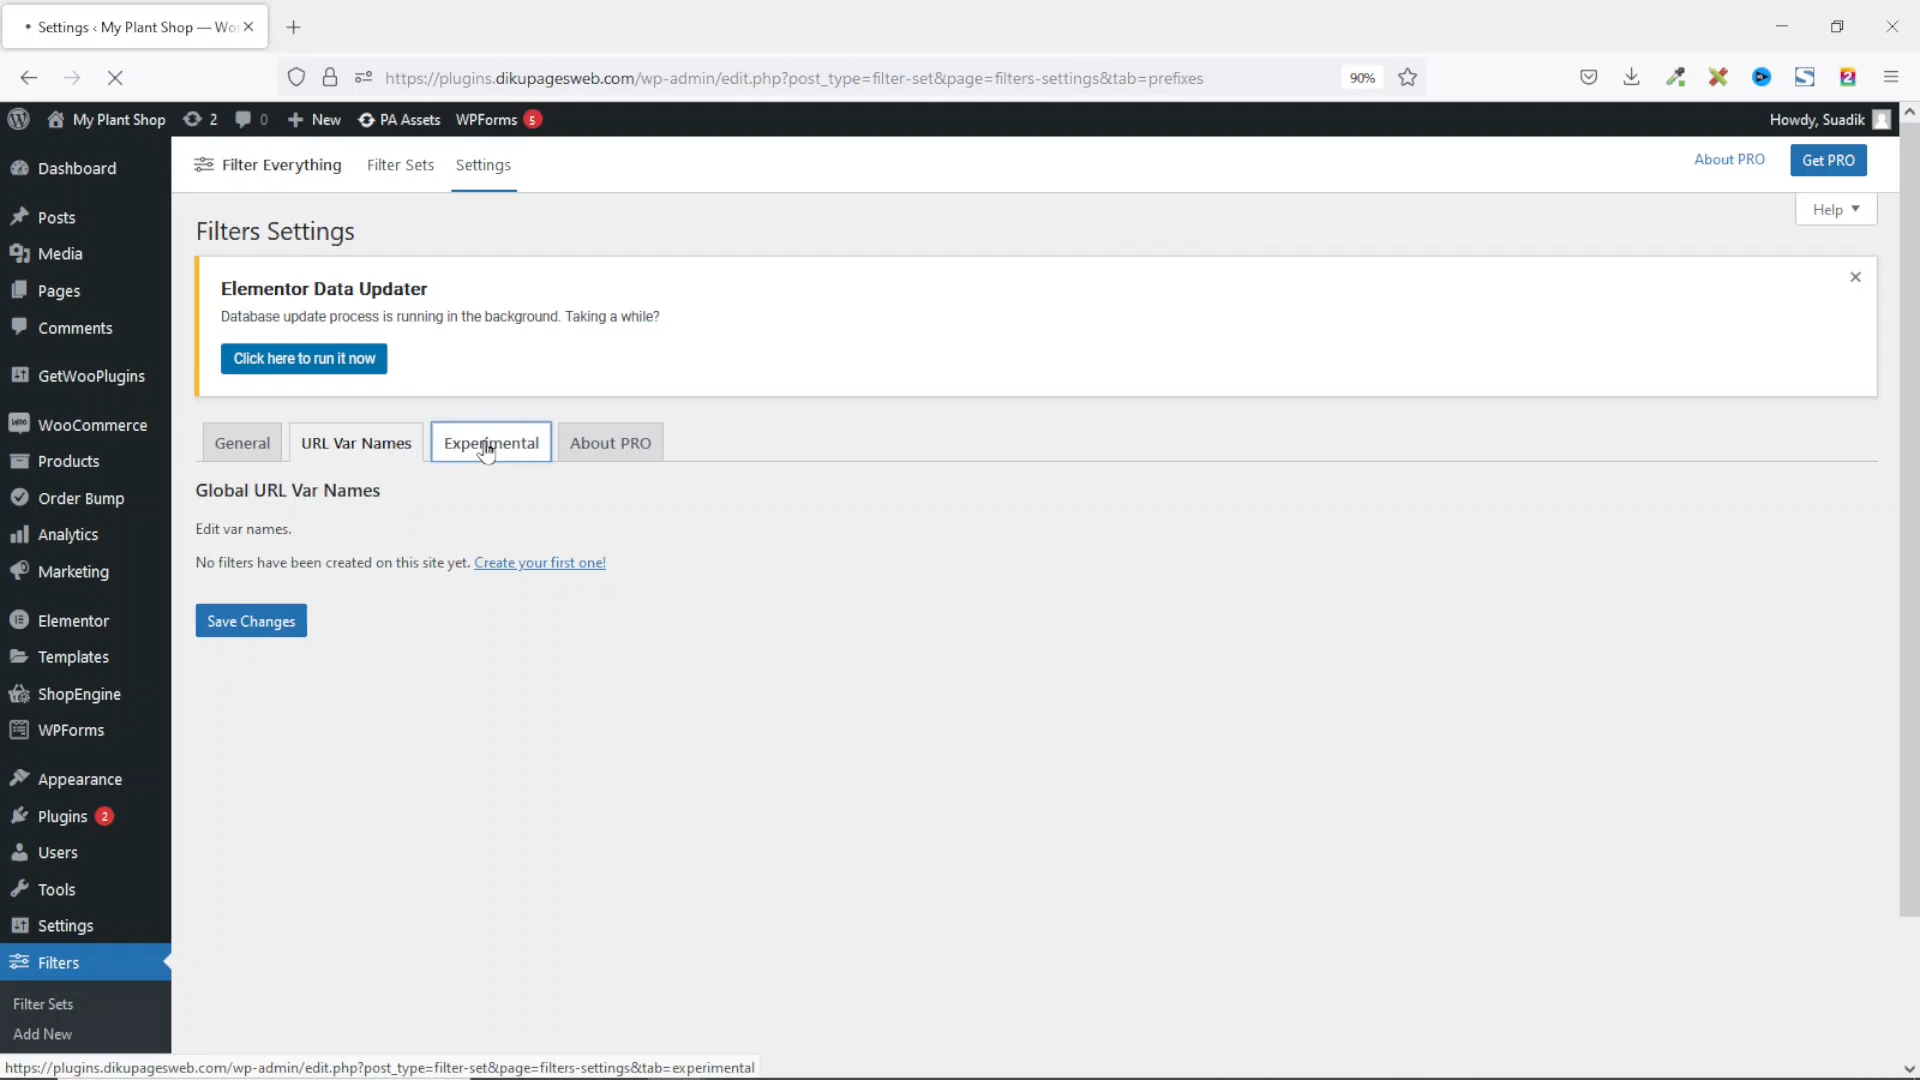 Settings ‹ My Plant Shop — Wo
https://plugins.dikupagesweb.com/wp-admin/edit.php?post_type=filter-set&page=filters-settings&tab=prefixes
90%
2
My Plant Shop
2
0
New
PA Assets
WPForms
5
Howdy, Suadik
Dashboard
Posts
Media
Pages
Comments
GetWooPlugins
WooCommerce
Products
Order Bump
Analytics
Marketing
Elementor
Templates
ShopEngine
WPForms
Appearance
Plugins 2
Users
Tools
Settings
Filters
Filter Sets
Add New
Filter Everything
Filter Sets
Settings
About PRO
Get PRO
Help
Filters Settings
Elementor Data Updater
Database update process is running in the background. Taking a while?
Click here to run it now
General
URL Var Names
Experimental
About PRO
Global URL Var Names
Edit var names.
No filters have been created on this site yet. Create your first one!
Save Changes
https://plugins.dikupagesweb.com/wp-admin/edit.php?post_type=filter-set&page=filters-settings&tab=experimental